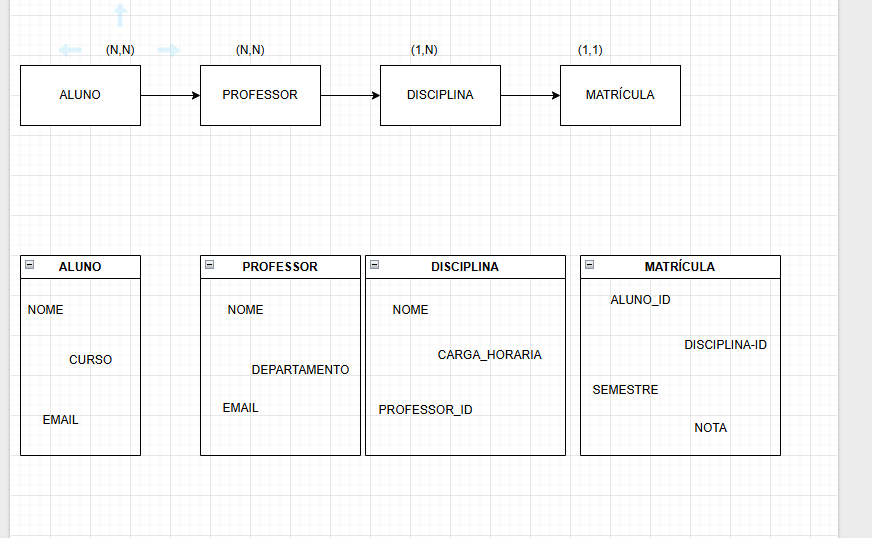 (N,N) (N,N) (1,N) (1,1)
ALUNO PROFESSOR DISCIPLINA MATRÍCULA
ALUNO
NOME
CURSO
EMAIL
PROFESSOR
NOME
DEPARTAMENTO
EMAIL
DISCIPLINA
NOME
CARGA_HORARIA
PROFESSOR_ID
MATRÍCULA
ALUNO_ID
DISCIPLINA-ID
SEMESTRE
NOTA